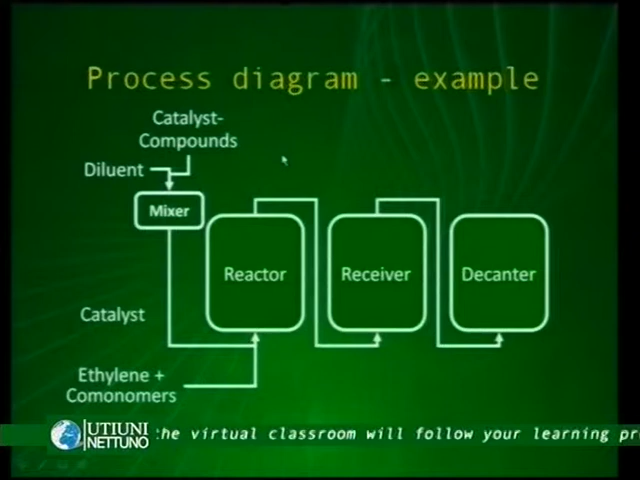 Process diagram - example
Catalyst-
Compounds
Diluent
Mixer
Reactor
Receiver
Decanter
Catalyst
Ethylene +
Comonomers
UTIUNI
NETTUNO
the virtual classroom will follow your learning pr